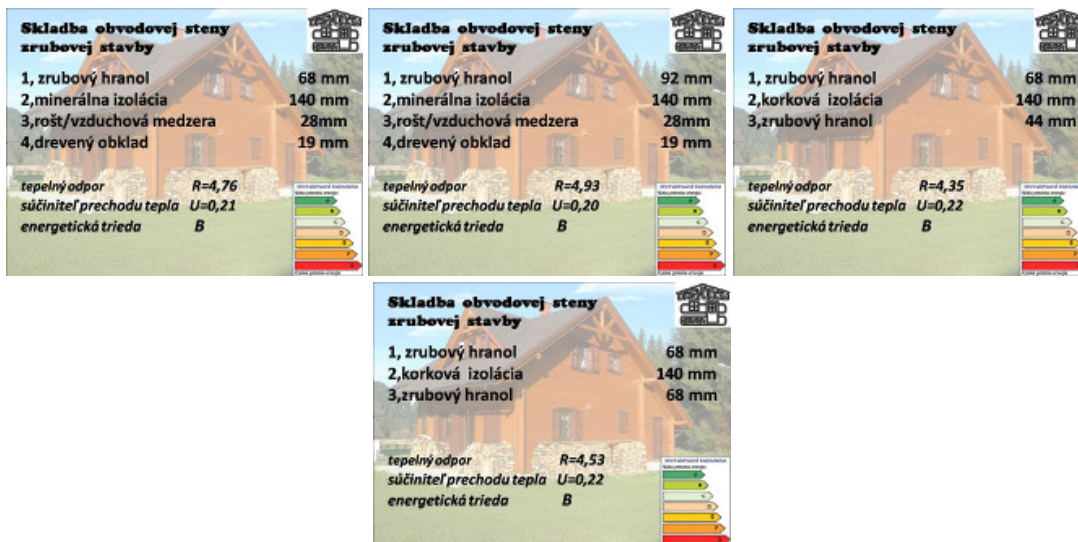 Skladba obvodovej steny
zrubovej stavby
1, zrubový hranol 68 mm
2,minerálna izolácia 140 mm
3,rošt/vzduchová medzera 28mm
4,drevený obklad 19 mm
tepelný odpor R=4,76
súčiniteľ prechodu tepla U=0,21
energetická trieda B
Skladba obvodovej steny
zrubovej stavby
1, zrubový hranol 92 mm
2,minerálna izolácia 140 mm
3,rošt/vzduchová medzera 28mm
4,drevený obklad 19 mm
tepelný odpor R=4,93
súčiniteľ prechodu tepla U=0,20
energetická trieda B
Skladba obvodovej steny
zrubovej stavby
1, zrubový hranol 68 mm
2,korková izolácia 140 mm
3,zrubový hranol 44 mm
tepelný odpor R=4,35
súčiniteľ prechodu tepla U=0,22
energetická trieda B
Skladba obvodovej steny
zrubovej stavby
1, zrubový hranol 68 mm
2,korková izolácia 140 mm
3,zrubový hranol 68 mm
tepelný odpor R=4,53
súčiniteľ prechodu tepla U=0,22
energetická trieda B